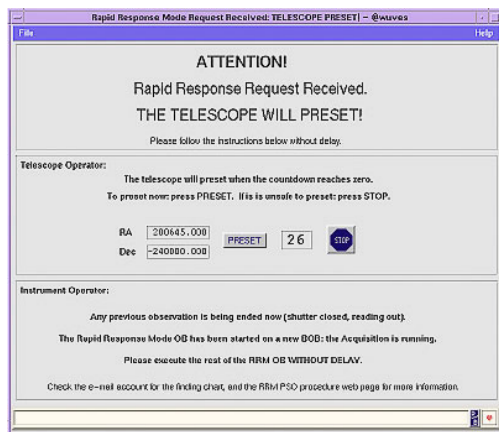 Rapid Response Mode Request Received: TELESCOPE PRESET! – @wuves
File Help
ATTENTION!
Rapid Response Request Received.
THE TELESCOPE WILL PRESET!
Please follow the instructions below without delay.
Telescope Operator:
The telescope will preset when the countdown reaches zero.
To preset now: press PRESET. If is is unsafe to preset: press STOP.
RA 200645.000
Dec -240000.000
PRESET 26 STOP
Instrument Operator:
Any previous observation is being ended now (shutter closed, reading out).
The Rapid Response Mode OB has been started on a new BOB: the Acquisition is running.
Please execute the rest of the RRM OB WITHOUT DELAY.
Check the e-mail account for the finding chart, and the RRM PSO procedure web page for more information.